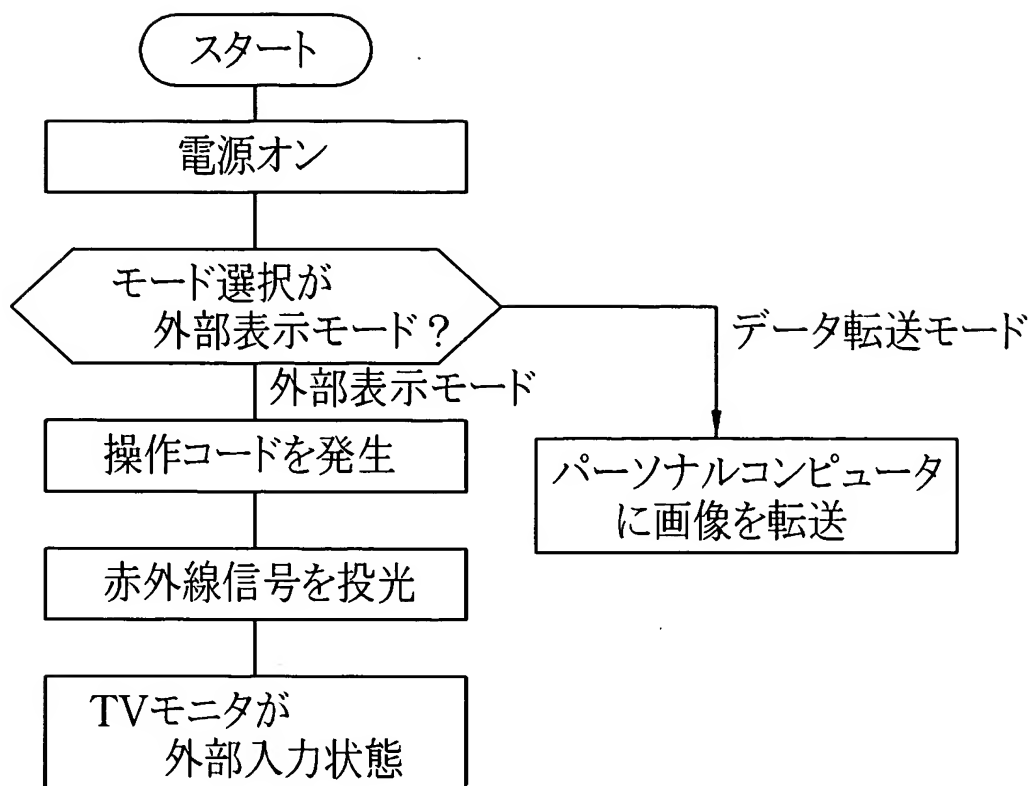 スタート
電源オン
モード選択が
外部表示モード?
データ転送モード
外部表示モード
操作コードを発生
パーソナルコンピュータ
に画像を転送
赤外線信号を投光
TVモニタが
外部入力状態